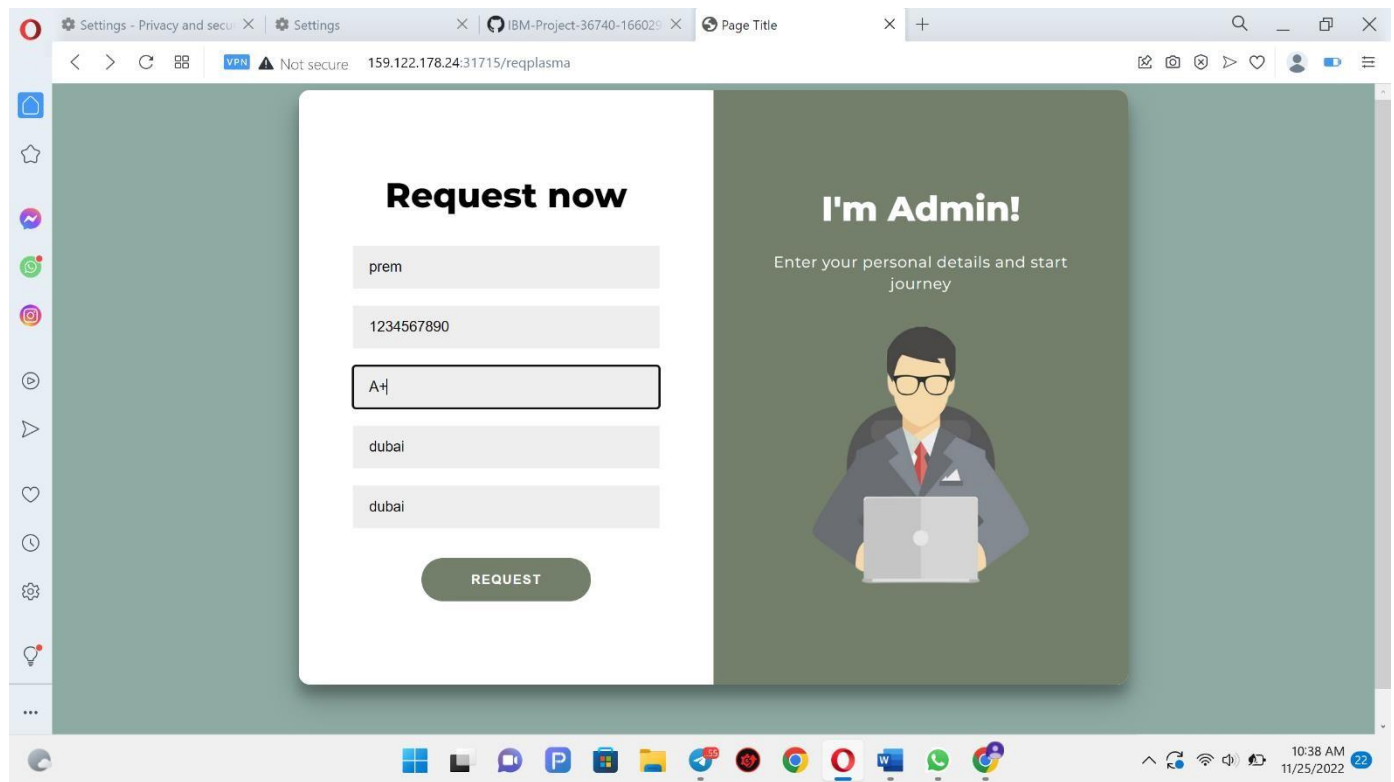 Settings - Privacy and secu
Settings
IBM-Project-36740-166029
Page Title
VPN
Not secure
159.122.178.24:31715/reqplasma
Request now
prem
1234567890
A+
dubai
dubai
REQUEST
I'm Admin!
Enter your personal details and start
journey
55
10:38 AM
11/25/2022
22